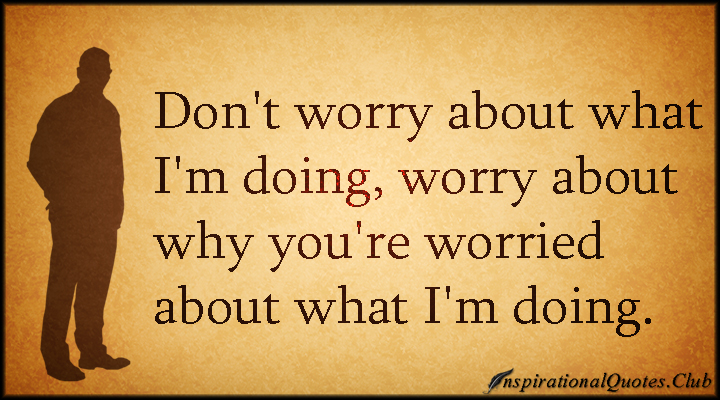 Don't worry about what
I'm doing, worry about
why you're worried
about what I'm doing.
InspirationalQuotes.Club